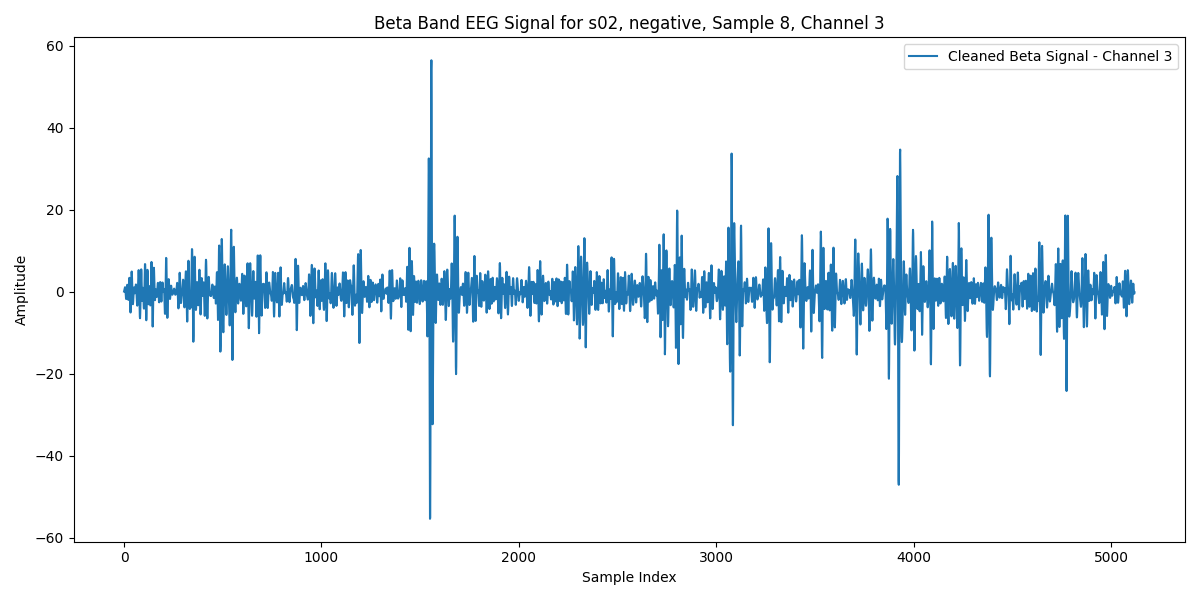 Beta Band EEG Signal for s02, negative, Sample 8, Channel 3
Cleaned Beta Signal - Channel 3
Amplitude
60
40
20
0
−20
−40
−60
0 1000 2000 3000 4000 5000
Sample Index